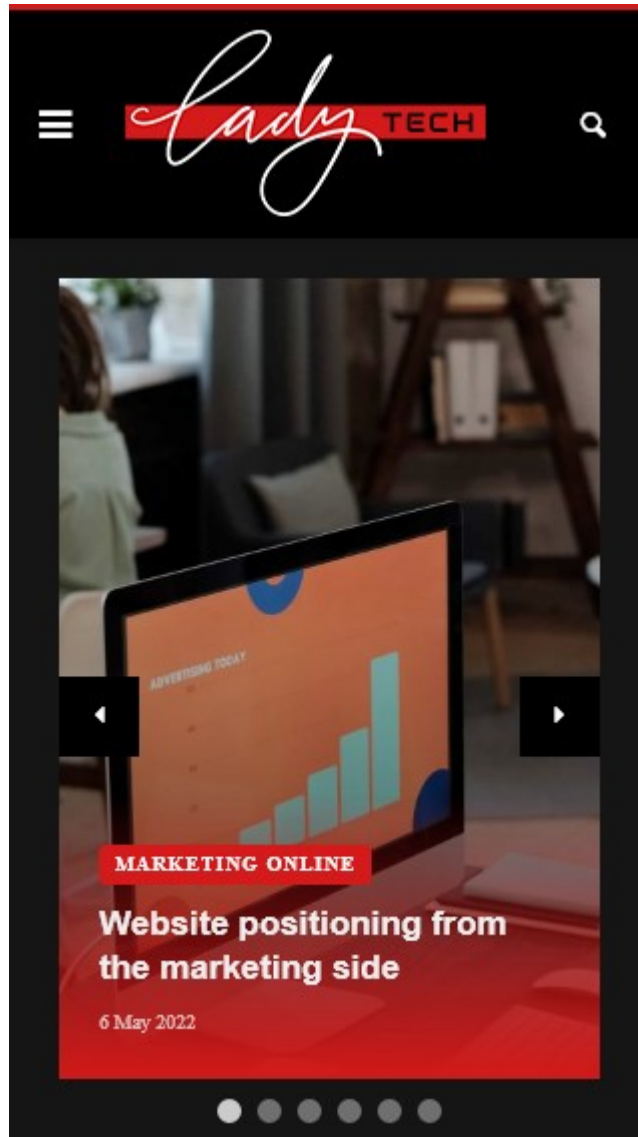 lady TECH
ADVERTISING TODAY
MARKETING ONLINE
Website positioning from
the marketing side
6 May 2022